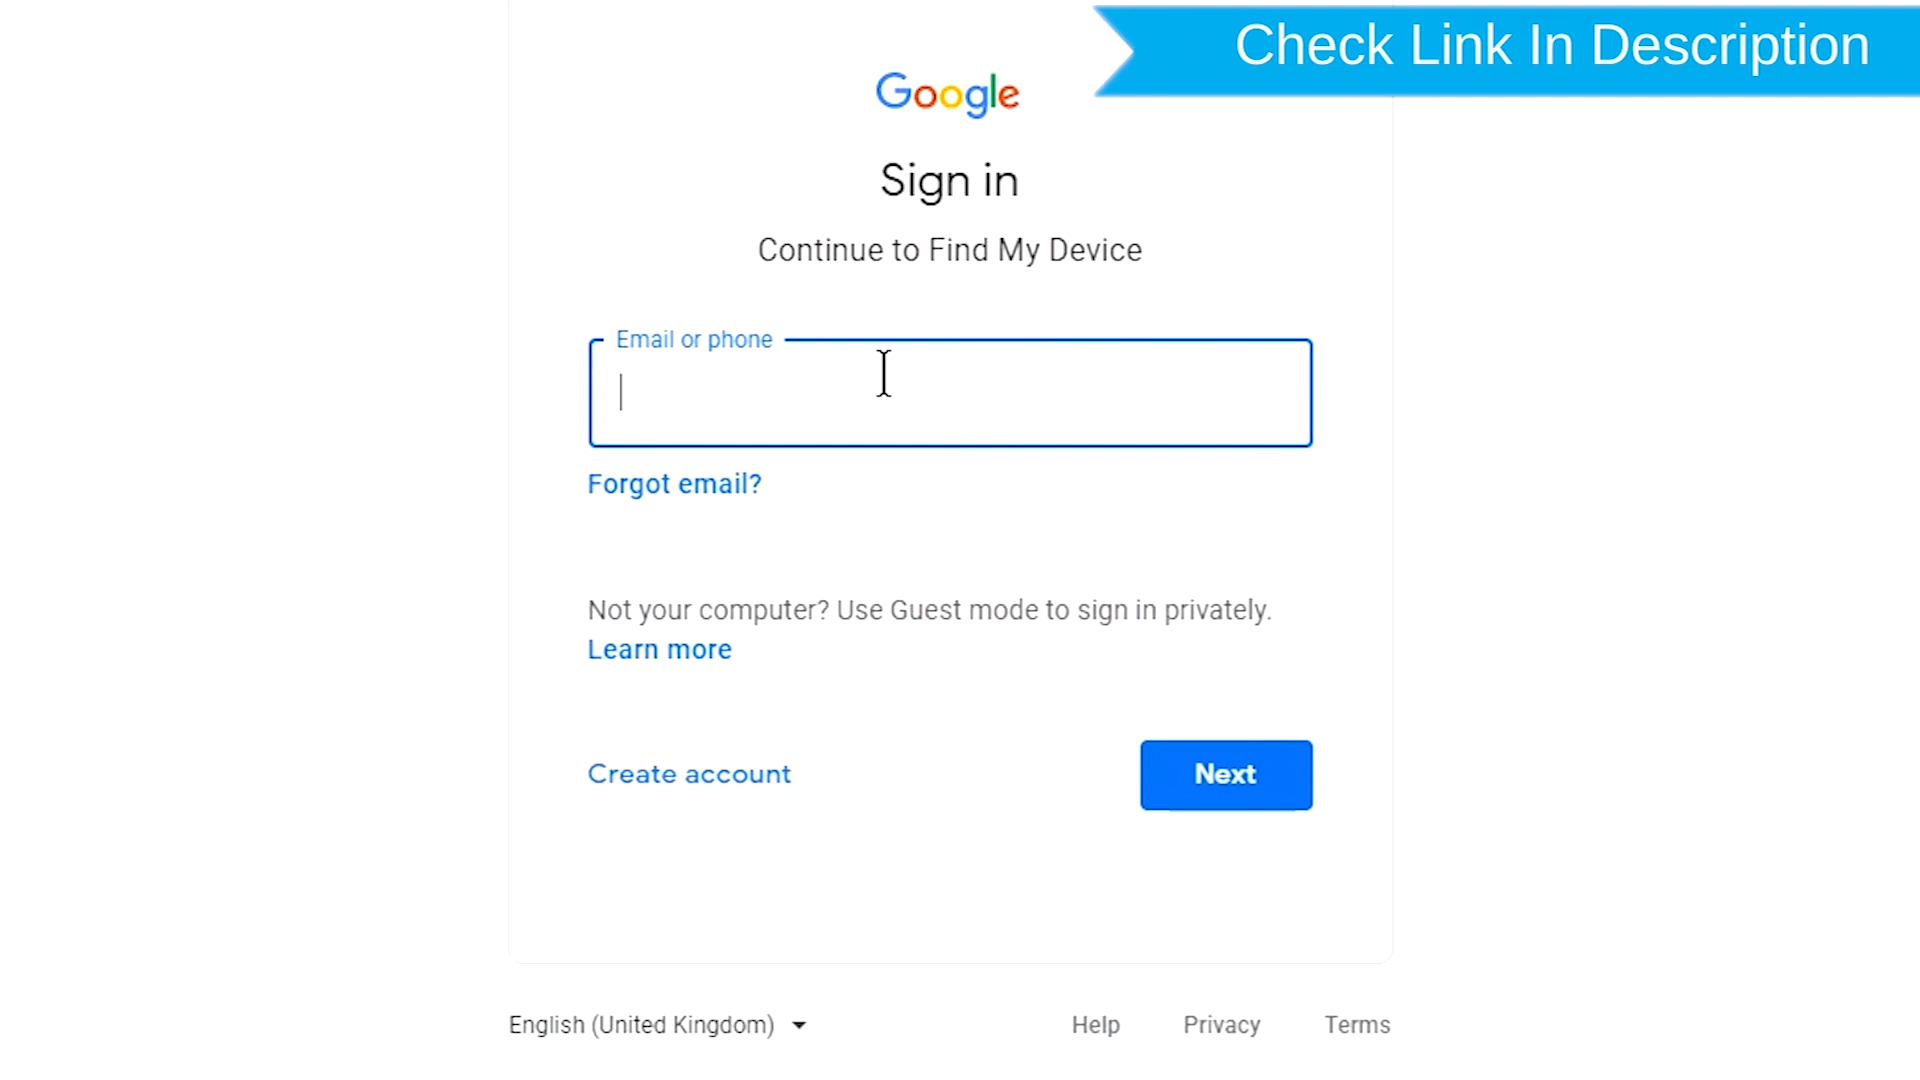 Check Link In Description
Google
Sign in
Continue to Find My Device
Email or phone
Forgot email?
Not your computer? Use Guest mode to sign in privately.
Learn more
Create account
Next
English (United Kingdom)
Help Privacy Terms